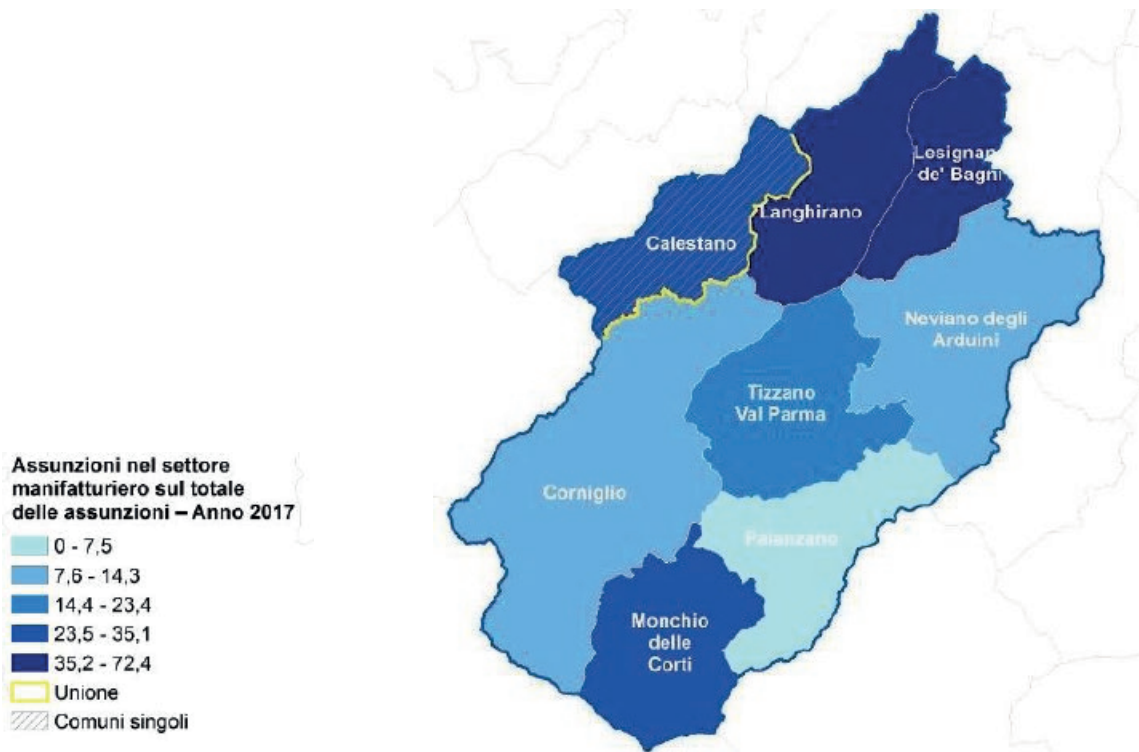 Lesignan
de' Bagni
Langhirano
Calestano
Neviano degli
Arduini
Tizzano
Val Parma
Corniglio
Palanzano
Monchio
delle
Corti
Assunzioni nel settore
manifatturiero sul totale
delle assunzioni – Anno 2017
0 - 7,5
7,6 - 14,3
14,4 - 23,4
23,5 - 35,1
35,2 - 72,4
Unione
Comuni singoli